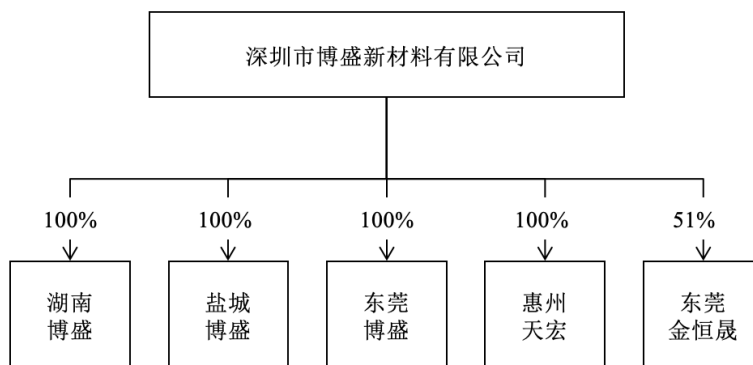 深圳市博盛新材料有限公司
100% 100% 100% 100% 51%
湖南 盐城 东莞 惠州 东莞
博盛 博盛 博盛 天宏 金恒晟